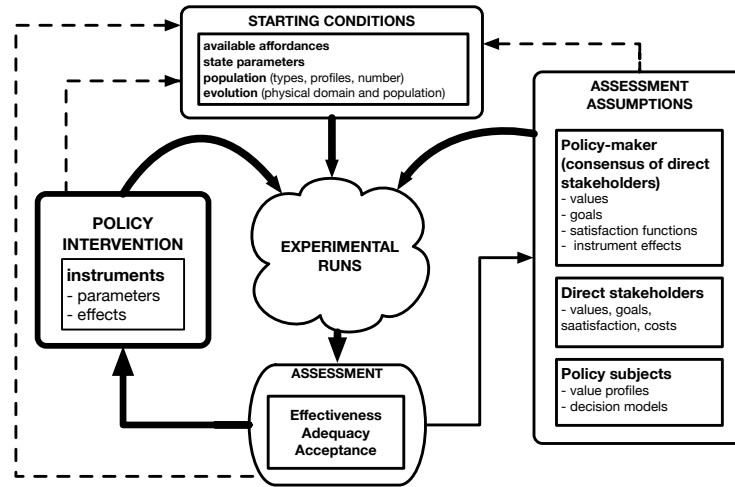 STARTING CONDITIONS
available affordances
state parameters
population (types, profiles, number)
evolution (physical domain and population)
POLICY
INTERVENTION
instruments
- parameters
- effects
EXPERIMENTAL
RUNS
ASSESSMENT
Effectiveness
Adequacy
Acceptance
ASSESSMENT
ASSUMPTIONS
Policy-maker
(consensus of direct
stakeholders)
- values
- goals
- satisfaction functions
- instrument effects
Direct stakeholders
- values, goals,
saatisfaction, costs
Policy subjects
- value profiles
- decision models